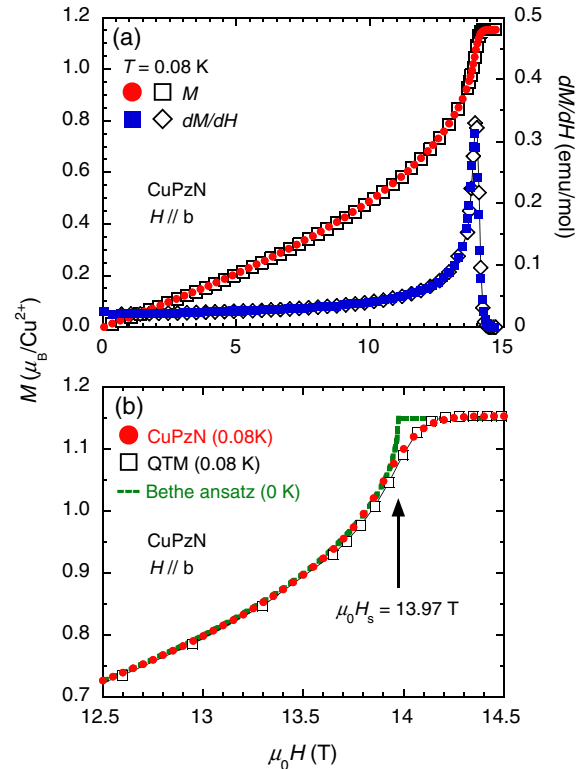 (a)
T = 0.08 K
M
dM/dH
CuPzN
H // b
1.2
1.0
0.8
0.6
0.4
0.2
0.0
0.5
0.4
0.3
0.2
0.1
0
0
5
10
15
dM/dH (emu/mol)
M (μB/Cu2+)
(b)
CuPzN (0.08K)
QTM (0.08 K)
Bethe ansatz (0 K)
CuPzN
H // b
μ0Hs = 13.97 T
1.2
1.1
1.0
0.9
0.8
0.7
12.5
13
13.5
14
14.5
μ0H (T)